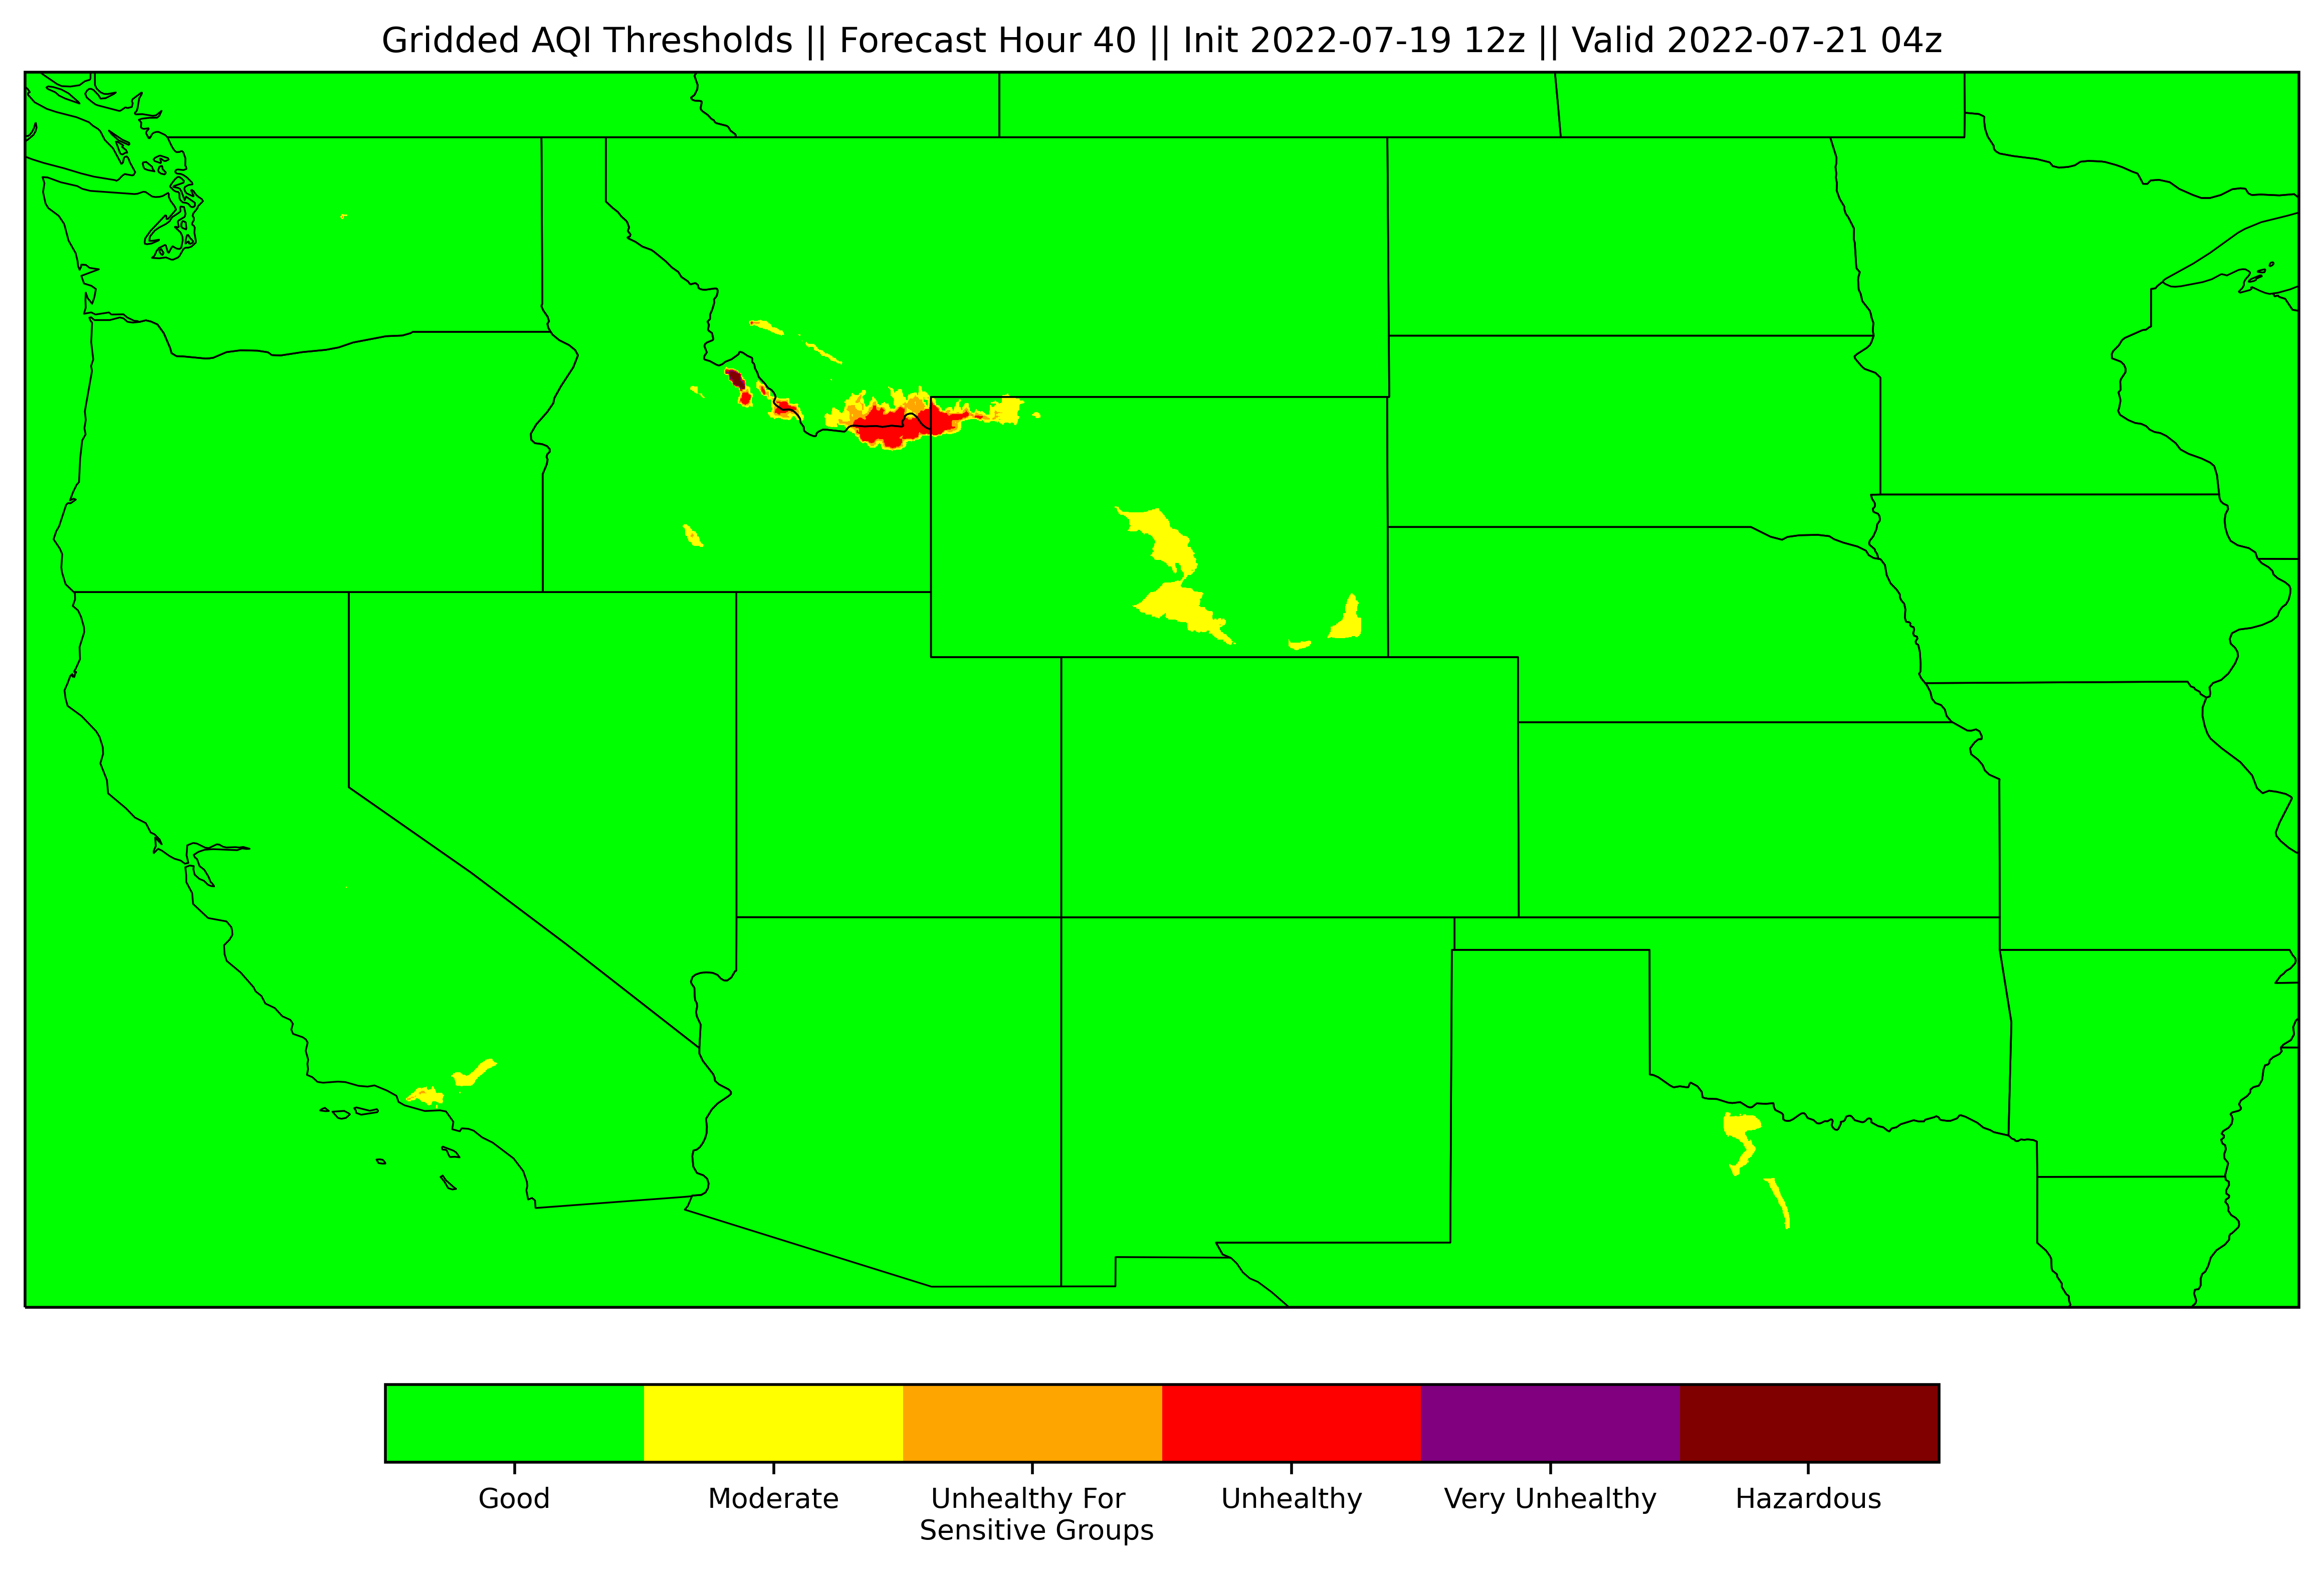 Gridded AQI Thresholds || Forecast Hour 40 || Init 2022-07-19 12z || Valid 2022-07-21 04z
Good
Moderate
Unhealthy For
Sensitive Groups
Unhealthy
Very Unhealthy
Hazardous